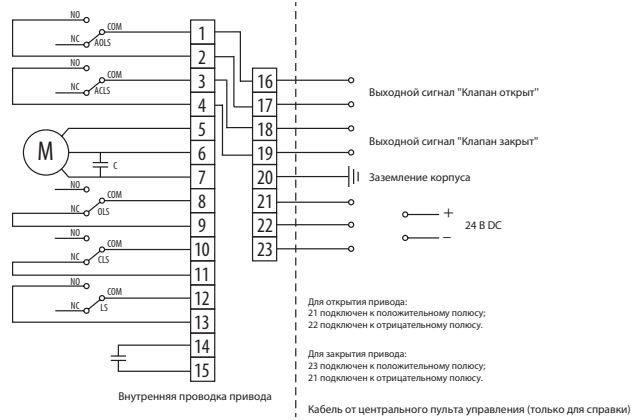 NO
COM
NC
AOLS
NO
COM
NC
ACLS
M
C
NO
COM
NC
OLS
NO
COM
NC
CLS
NO
COM
NC
LS
1
2
3
4
5
6
7
8
9
10
11
12
13
14
15
16
17
18
19
20
21
22
23
Выходной сигнал "Клапан открыт"
Выходной сигнал "Клапан закрыт"
Заземление корпуса
+
24 В DC
−
Для открытия привода:
21 подключен к положительному полюсу;
22 подключен к отрицательному полюсу.
Для закрытия привода:
23 подключен к положительному полюсу;
21 подключен к отрицательному полюсу.
Внутренняя проводка привода
Кабель от центрального пульта управления (только для справки)